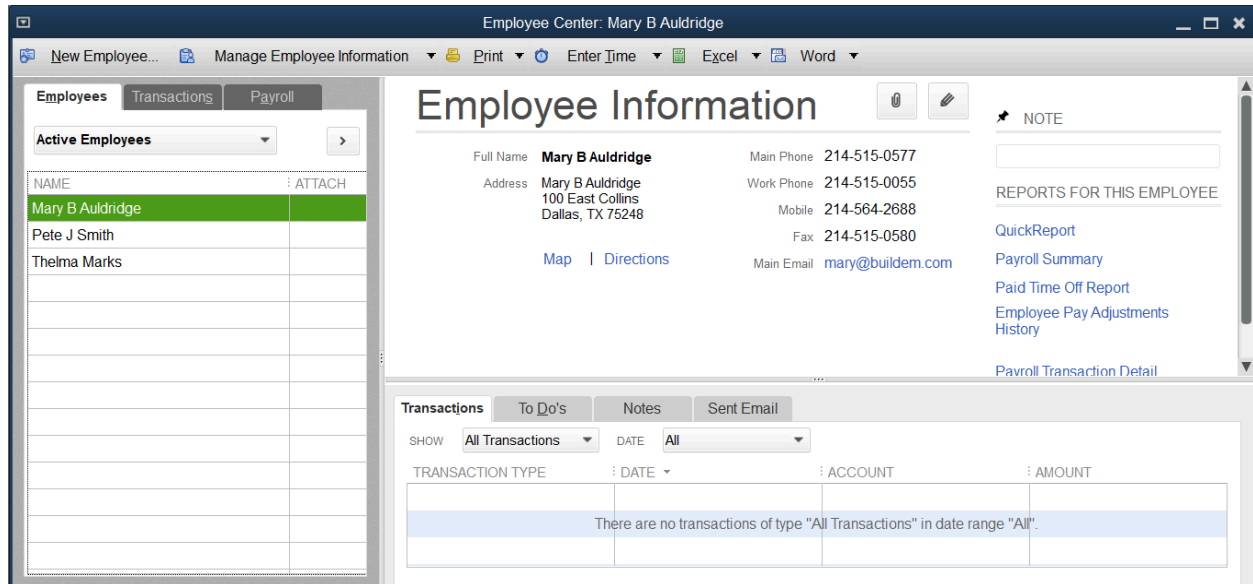 Employee Center: Mary B Auldridge
New Employee... Manage Employee Information Print Enter Time Excel Word
Employees Transactions Payroll
Active Employees
NAME ATTACH
Mary B Auldridge
Pete J Smith
Thelma Marks
Employee Information
Full Name Mary B Auldridge
Address Mary B Auldridge
100 East Collins
Dallas, TX 75248
Map | Directions
Main Phone 214-515-0577
Work Phone 214-515-0055
Mobile 214-564-2688
Fax 214-515-0580
Main Email mary@buildem.com
NOTE
REPORTS FOR THIS EMPLOYEE
QuickReport
Payroll Summary
Paid Time Off Report
Employee Pay Adjustments
History
Payroll Transaction Detail
Transactions To Do's Notes Sent Email
SHOW All Transactions DATE All
TRANSACTION TYPE DATE ACCOUNT AMOUNT
There are no transactions of type "All Transactions" in date range "All".